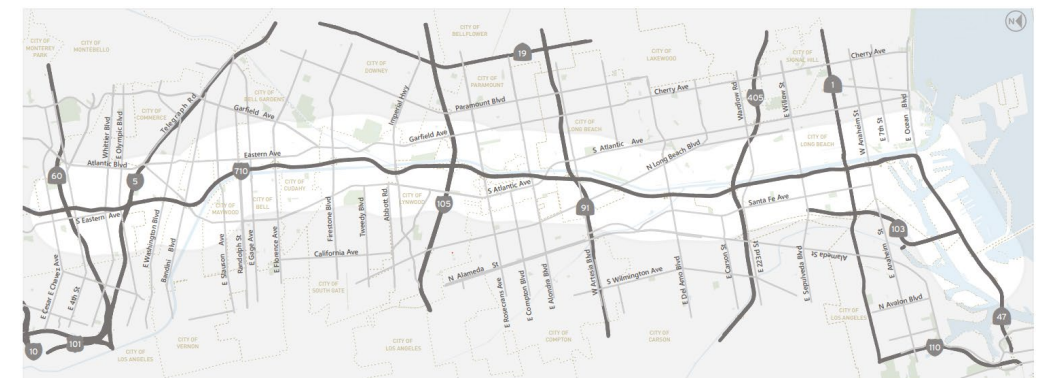 N
CITY OF
MONTEREY
PARK
CITY OF
MONTEBELLO
CITY OF
BELLFLOWER
CITY OF
DOWNEY
19
CITY OF
LAKEWOOD
CITY OF
SIGNAL HILL
Cherry Ave
CITY OF
COMMERCE
Telegraph Rd
CITY OF
BELL GARDENS
Imperial Hwy
CITY OF
PARAMOUNT
Paramount Blvd
Cherry Ave
Wardlow Rd
405
E Willow St
1
Whittier Blvd
E Olympic Blvd
Garfield Ave
Garfield Ave
CITY OF
LONG BEACH
W Anaheim St
E 7th St
E Ocean Blvd
Atlantic Blvd
Eastern Ave
S Atlantic Ave
N Long Beach Blvd
CITY OF
LONG BEACH
60
5
710
CITY OF
CUDAHY
S Atlantic Ave
Santa Fe Ave
S Eastern Ave
CITY OF
MAYWOOD
CITY OF
BELL
Firestone Blvd
Tweedy Blvd
Abbott Rd
CITY OF
LYNWOOD
105
91
103
E Washington Blvd
Bandini Blvd
E Slauson Ave
Randolph St
E Gage Ave
E Florence Ave
California Ave
N Alameda St
W Artesia Blvd
E Carson St
E 223rd St
E Sepulveda Blvd
Alameda St
E Anaheim St
E Cesar E Chavez Ave
E 4th St
CITY OF
SOUTH GATE
E Rosecrans Ave
E Compton Blvd
E Alondra Blvd
S Wilmington Ave
E Del Amo Blvd
N Avalon Blvd
CITY OF
LOS ANGELES
47
10
101
CITY OF
LOS ANGELES
CITY OF
VERNON
CITY OF
LOS ANGELES
CITY OF
COMPTON
CITY OF
CARSON
110